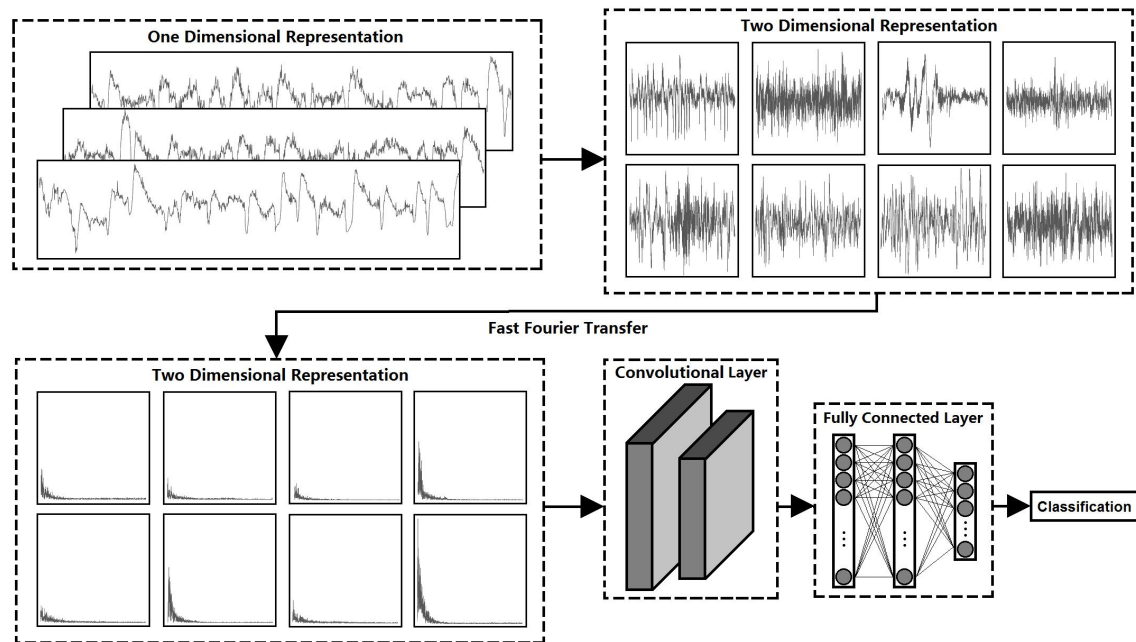 One Dimensional Representation
Two Dimensional Representation
Fast Fourier Transfer
Two Dimensional Representation
Convolutional Layer
Fully Connected Layer
Classification